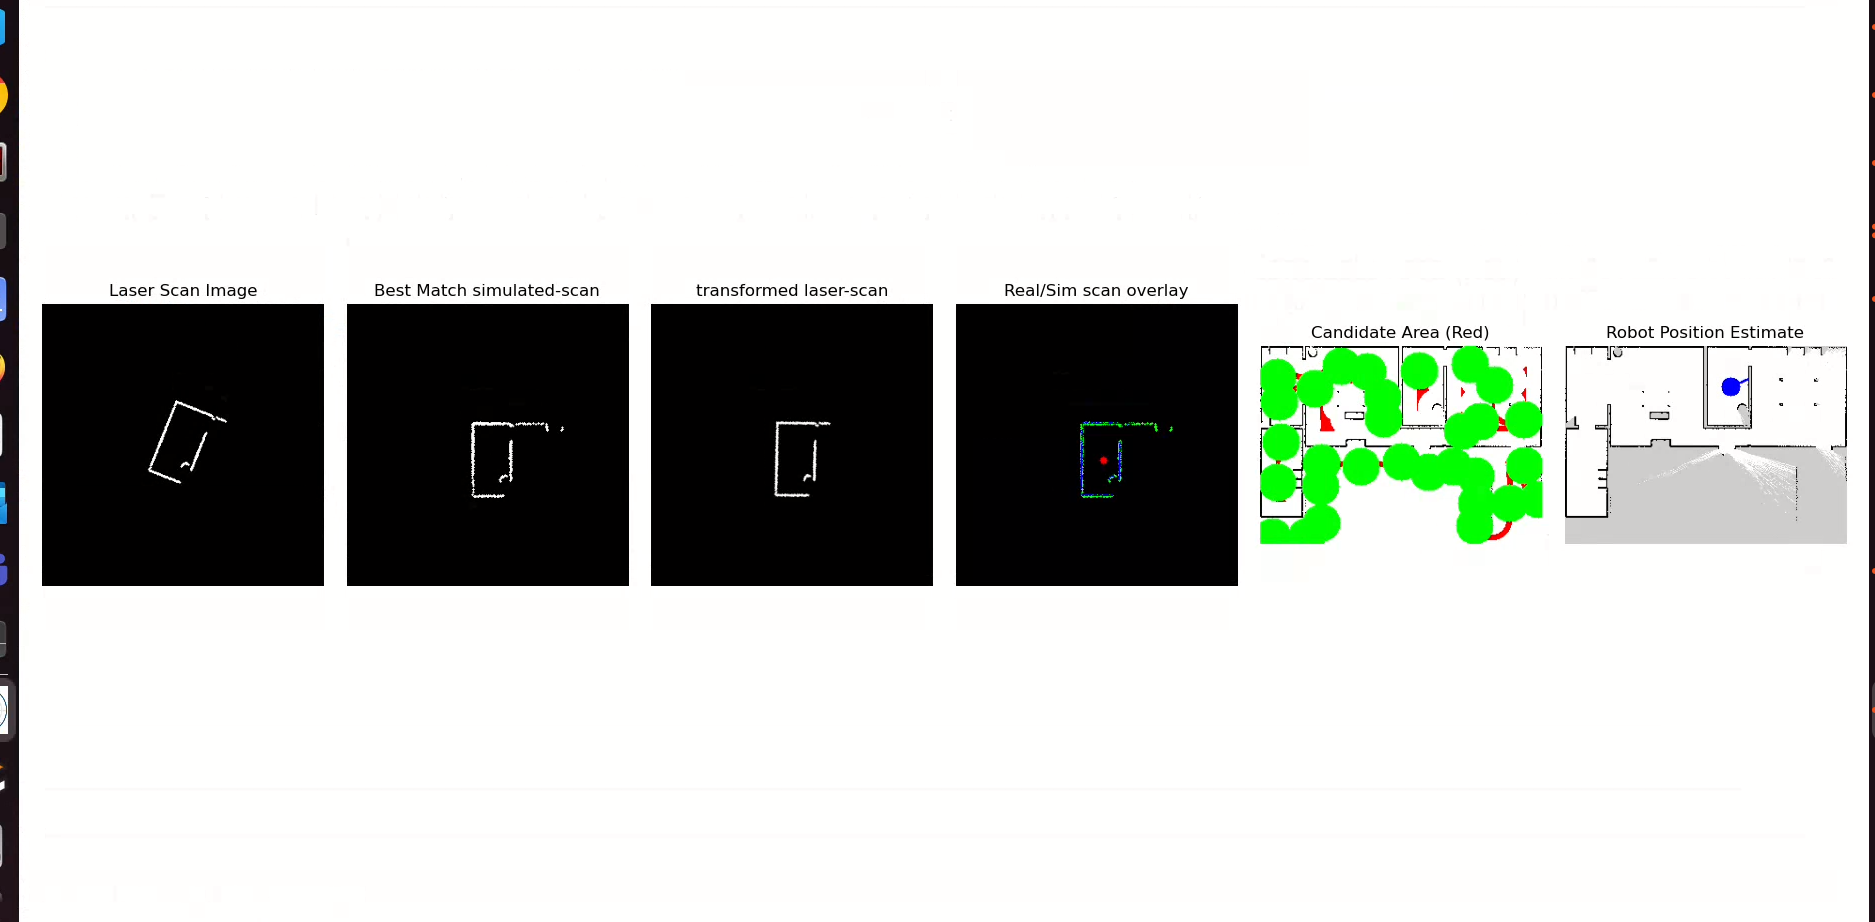 Laser Scan Image
Best Match simulated-scan
transformed laser-scan
Real/Sim scan overlay
Candidate Area (Red)
Robot Position Estimate